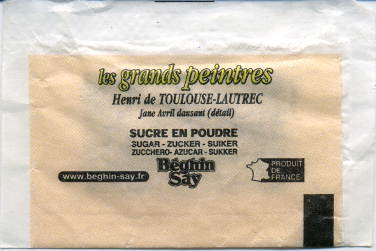 les grands peintres
Henri de TOULOUSE-LAUTREC
Jane Avril dansant (détail)
SUCRE EN POUDRE
SUGAR - ZUCKER - SUIKER
ZUCCHERO- AZUCAR - SUKKER
Béghin
Say
www.beghin-say.fr
PRODUIT
DE
FRANCE